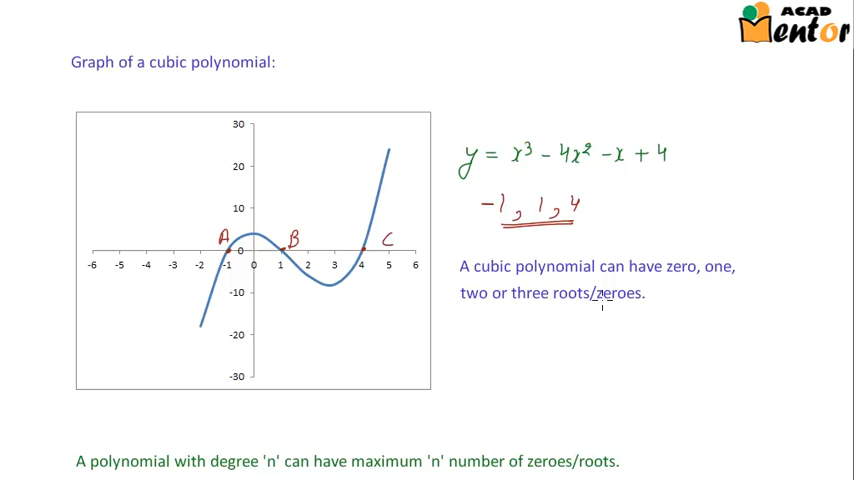 ACAD
Mentor
Graph of a cubic polynomial:
30
20
10
0
-10
-20
-30
-6 -5 -4 -3 -2 -1 0 1 2 3 4 5 6
A B C
y = x³ - 4x² - x + 4
-1, 1, 4
A cubic polynomial can have zero, one,
two or three roots/zeroes.
A polynomial with degree 'n' can have maximum 'n' number of zeroes/roots.